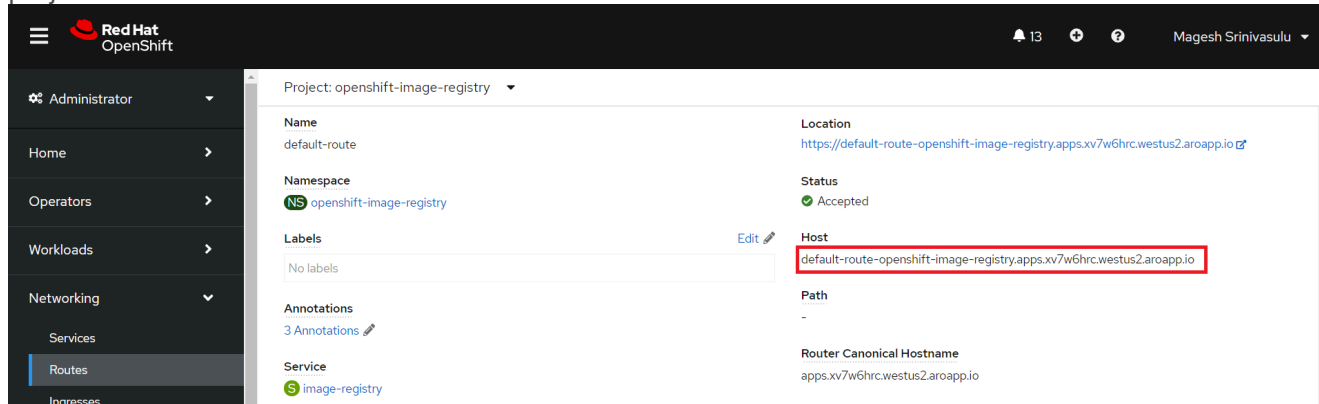 Red Hat
OpenShift
13
Magesh Srinivasulu
Administrator
Home
Operators
Workloads
Networking
Services
Routes
Ingresses
Project: openshift-image-registry
Name
default-route
Namespace
NS openshift-image-registry
Labels
Edit
No labels
Annotations
3 Annotations
Service
S image-registry
Location
https://default-route-openshift-image-registry.apps.xv7w6hrc.westus2.aroapp.io
Status
Accepted
Host
default-route-openshift-image-registry.apps.xv7w6hrc.westus2.aroapp.io
Path
-
Router Canonical Hostname
apps.xv7w6hrc.westus2.aroapp.io